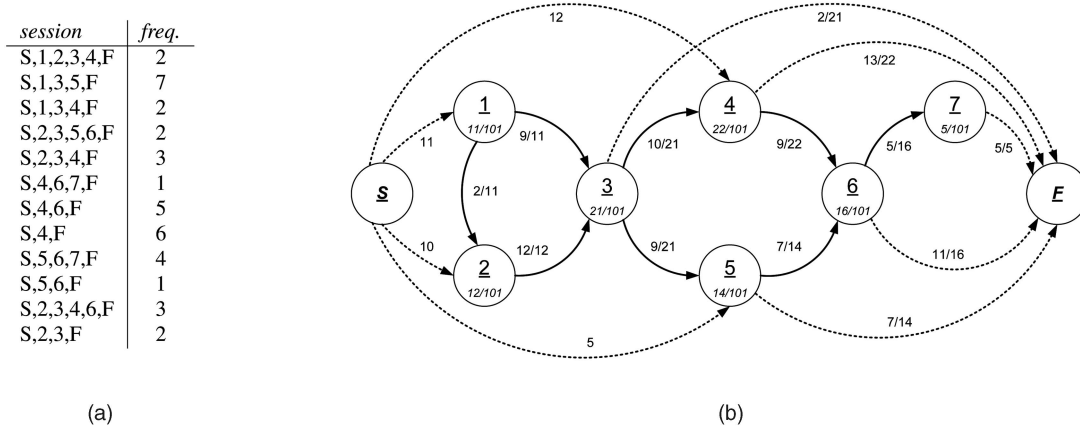 session freq.
S,1,2,3,4,F 2
S,1,3,5,F 7
S,1,3,4,F 2
S,2,3,5,6,F 2
S,2,3,4,F 3
S,4,6,7,F 1
S,4,6,F 5
S,4,F 6
S,5,6,7,F 4
S,5,6,F 1
S,2,3,4,6,F 3
S,2,3,F 2
(a)
12
2/21
13/22
1
11/101
4
22/101
7
5/101
11
9/11
10/21
9/22
5/16
5/5
S
2/11
3
21/101
6
16/101
F
10
12/12
9/21
7/14
11/16
2
12/101
5
14/101
7/14
5
(b)